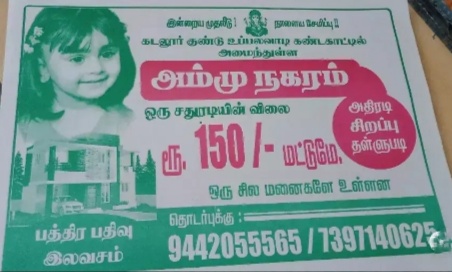 இன்றைய முதலீடு ! நாளைய சேமிப்பு !!
கடலூர் குண்டு உப்பலவாடி கண்டகாட்டில்
அமைந்துள்ள
அம்மு நகரம்
ஒரு சதுரடியின் விலை
ரூ. 150 /- மட்டுமே.
அதிரடி
சிறப்பு
தள்ளுபடி
ஒரு சில மனைகளே உள்ளன
பத்திர பதிவு
இலவசம்
தொடர்புக்கு :
9442055565 / 7397140625